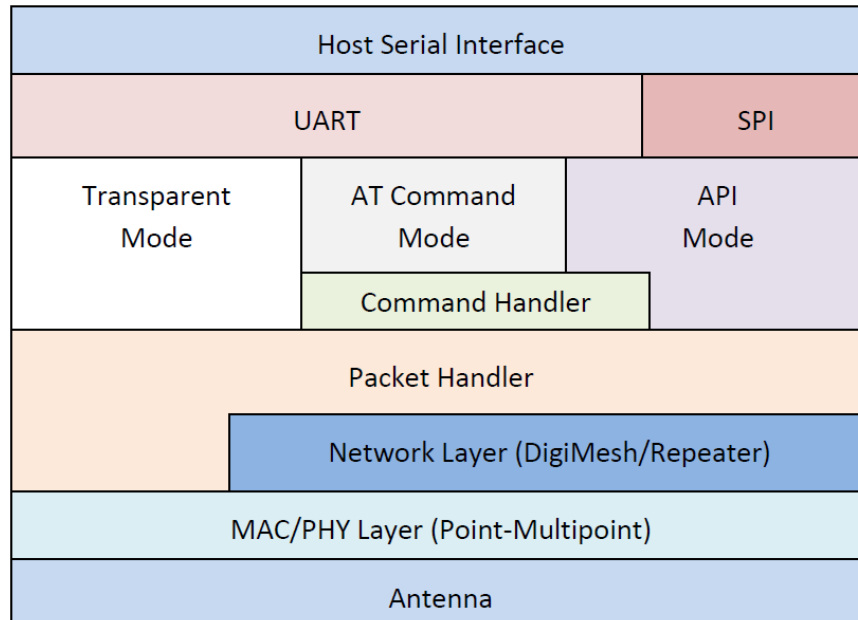 Host Serial Interface
UART
SPI
Transparent
Mode
AT Command
Mode
API
Mode
Command Handler
Packet Handler
Network Layer (DigiMesh/Repeater)
MAC/PHY Layer (Point-Multipoint)
Antenna